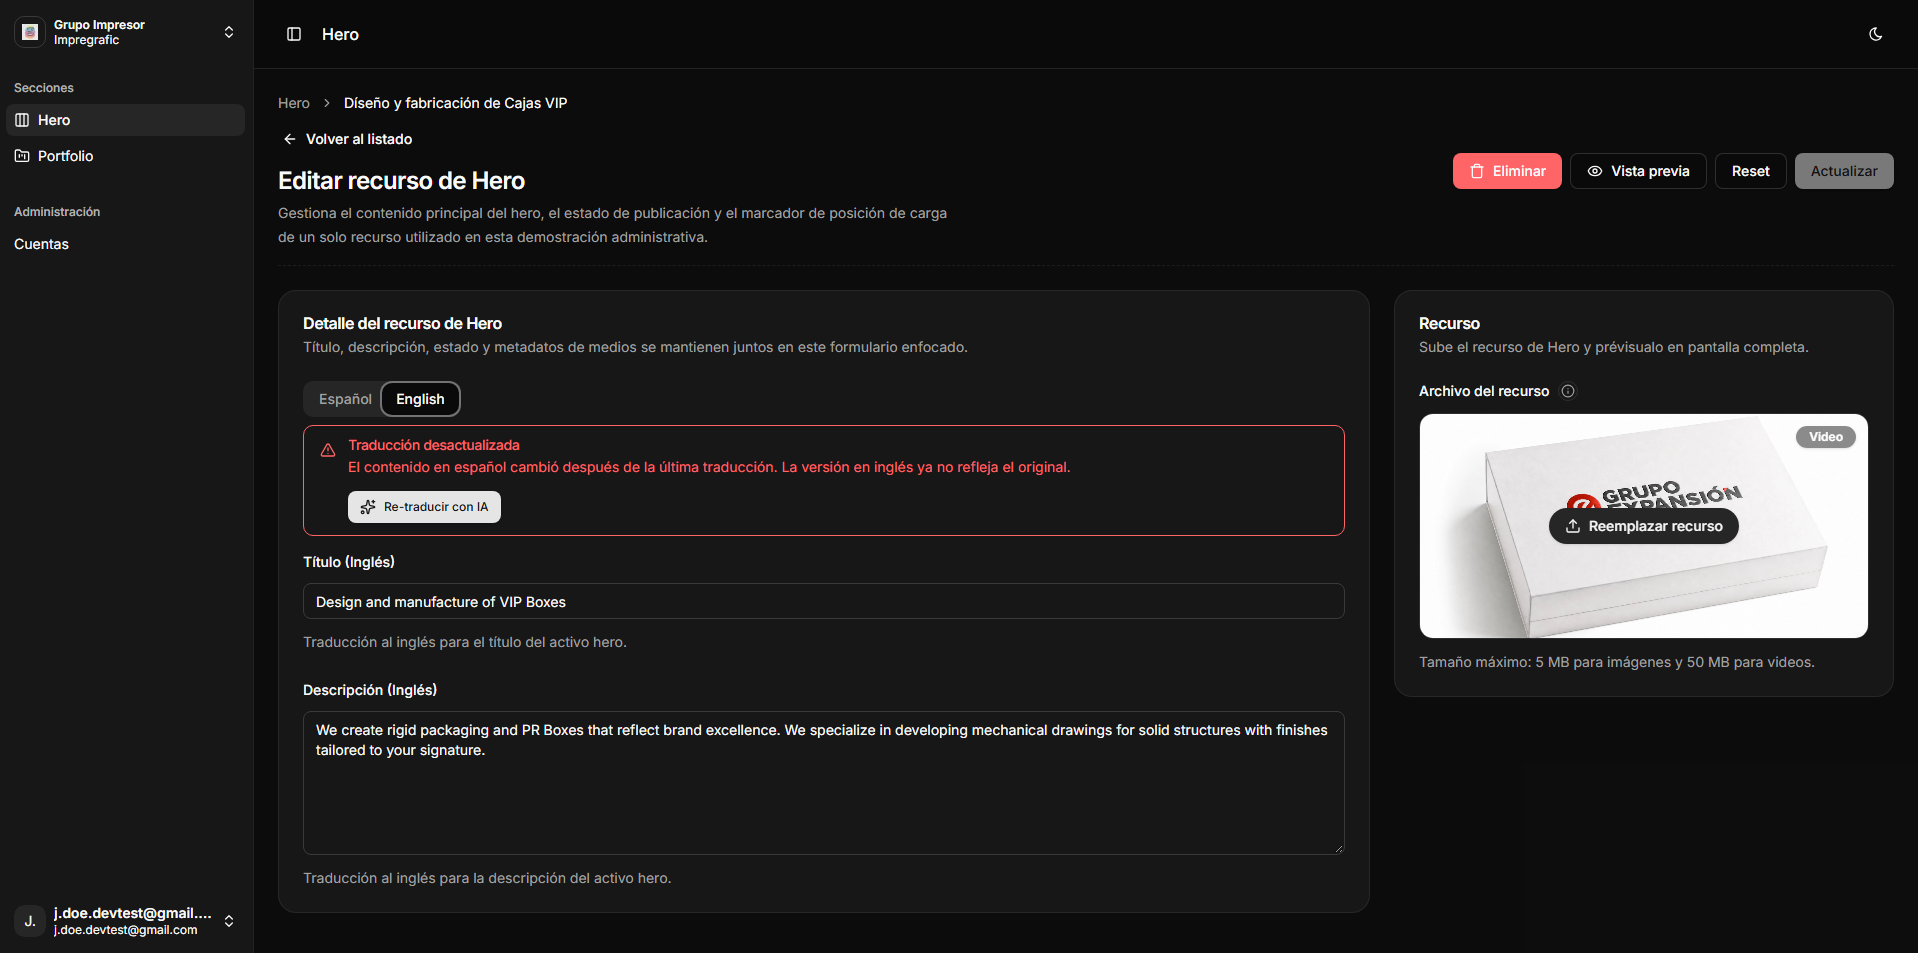 Grupo Impresor
Impregrafic
Secciones
Hero
Portfolio
Administración
Cuentas
j.doe.devtest@gmail....
j.doe.devtest@gmail.com
J.
Hero
Hero > Díseño y fabricación de Cajas VIP
Volver al listado
Editar recurso de Hero
Gestiona el contenido principal del hero, el estado de publicación y el marcador de posición de carga
de un solo recurso utilizado en esta demostración administrativa.
Eliminar
Vista previa
Reset
Actualizar
Detalle del recurso de Hero
Título, descripción, estado y metadatos de medios se mantienen juntos en este formulario enfocado.
Español
English
Traducción desactualizada
El contenido en español cambió después de la última traducción. La versión en inglés ya no refleja el original.
Re-traducir con IA
Título (Inglés)
Design and manufacture of VIP Boxes
Traducción al inglés para el título del activo hero.
Descripción (Inglés)
We create rigid packaging and PR Boxes that reflect brand excellence. We specialize in developing mechanical drawings for solid structures with finishes
tailored to your signature.
Traducción al inglés para la descripción del activo hero.
Recurso
Sube el recurso de Hero y prévisualo en pantalla completa.
Archivo del recurso
Video
GRUPO
EXPANSIÓN
Reemplazar recurso
Tamaño máximo: 5 MB para imágenes y 50 MB para videos.